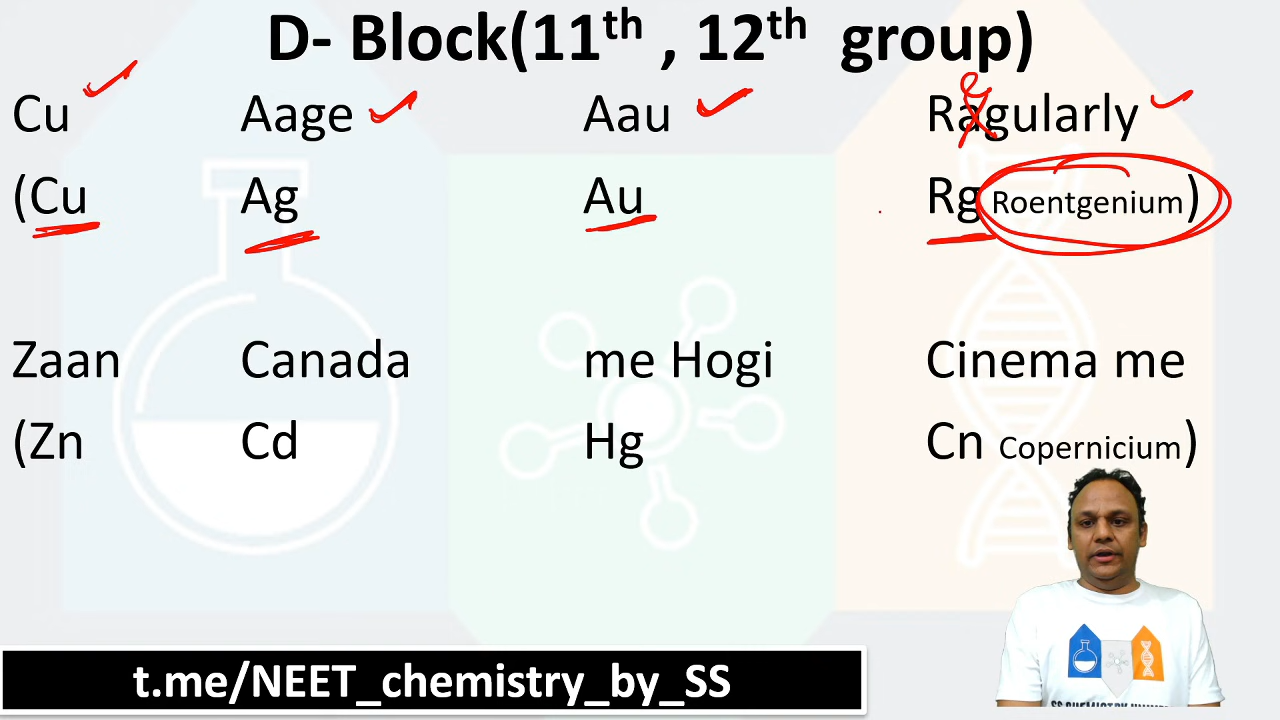 D- Block(11th , 12th group)
Cu Aage Aau Ragularly
e
(Cu Ag Au Rg Roentgenium)
Zaan Canada me Hogi Cinema me
(Zn Cd Hg Cn Copernicium)
t.me/NEET_chemistry_by_SS